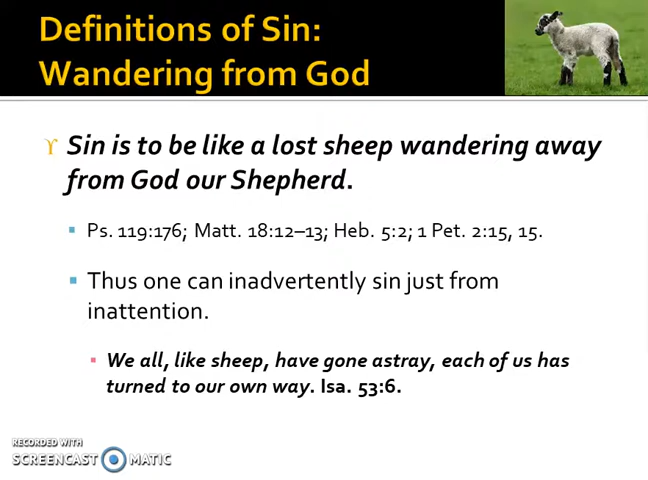 Definitions of Sin:
Wandering from God
Sin is to be like a lost sheep wandering away
from God our Shepherd.
Ps. 119:176; Matt. 18:12–13; Heb. 5:2; 1 Pet. 2:15, 15.
Thus one can inadvertently sin just from
inattention.
We all, like sheep, have gone astray, each of us has
turned to our own way. Isa. 53:6.
RECORDED WITH
SCREENCAST MATIC